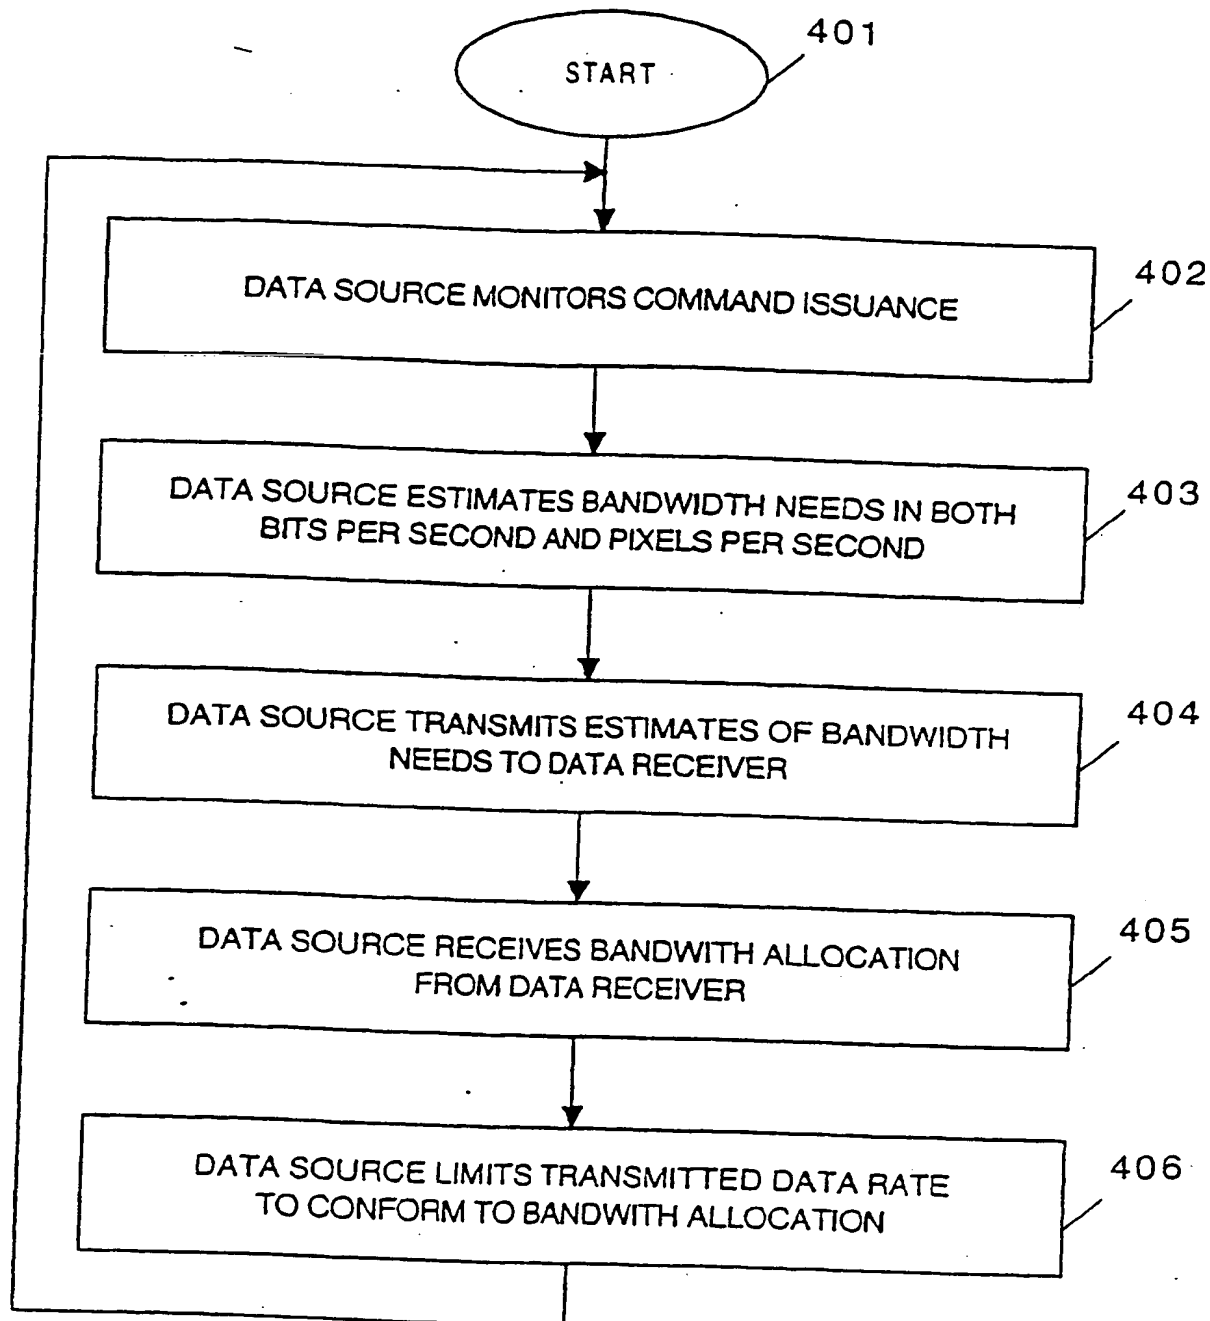 401
START
DATA SOURCE MONITORS COMMAND ISSUANCE
402
DATA SOURCE ESTIMATES BANDWIDTH NEEDS IN BOTH
BITS PER SECOND AND PIXELS PER SECOND
403
DATA SOURCE TRANSMITS ESTIMATES OF BANDWIDTH
NEEDS TO DATA RECEIVER
404
DATA SOURCE RECEIVES BANDWITH ALLOCATION
FROM DATA RECEIVER
405
DATA SOURCE LIMITS TRANSMITTED DATA RATE
TO CONFORM TO BANDWITH ALLOCATION
406